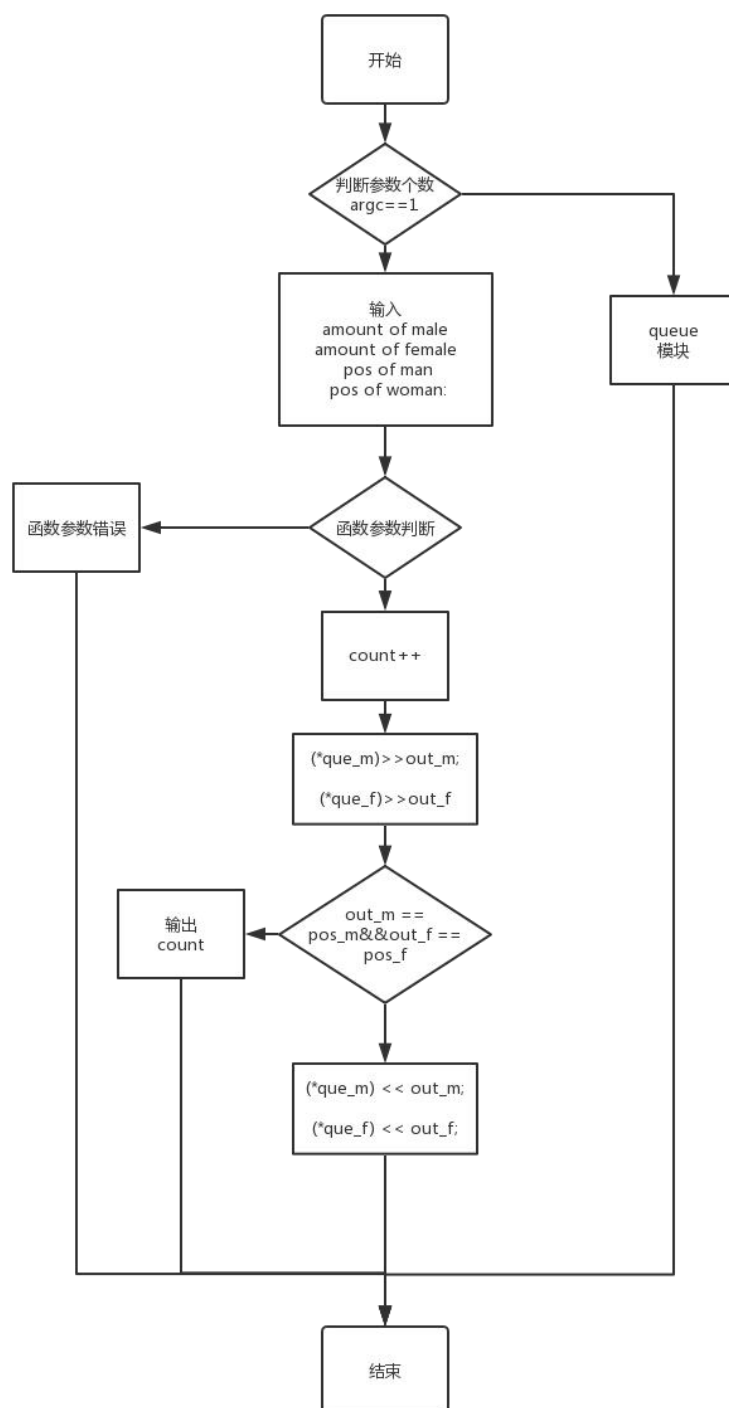 开始
判断参数个数
argc==1
输入
amount of male
amount of female
pos of man
pos of woman:
queue
模块
函数参数错误
函数参数判断
count++
(*que_m)>>out_m;
(*que_f)>>out_f
输出
count
out_m ==
pos_m&&out_f ==
pos_f
(*que_m) << out_m;
(*que_f) << out_f;
结束